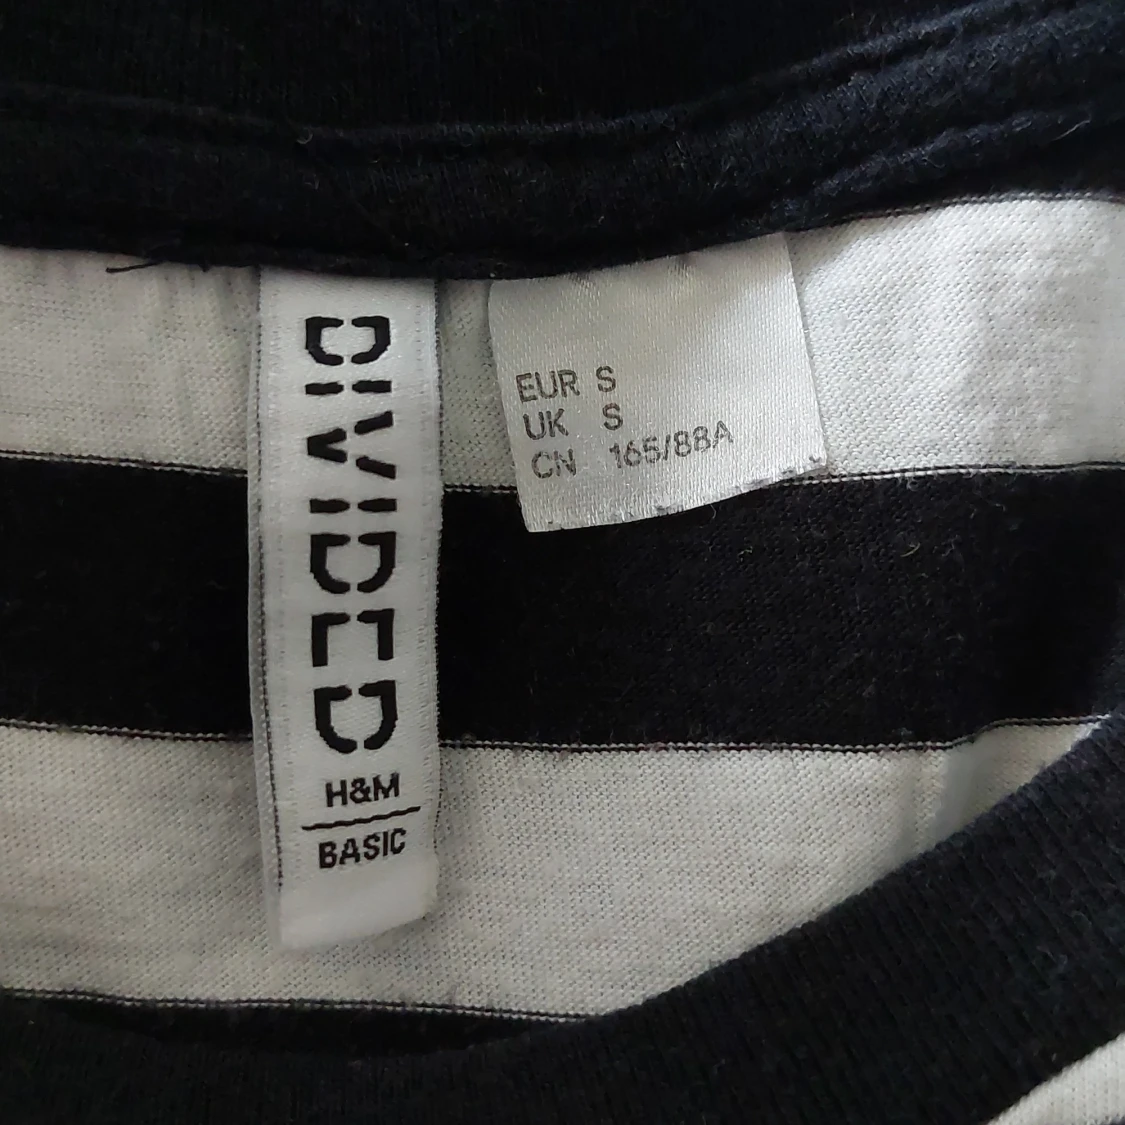 DIVIDED
H&M
BASIC
EUR S
UK S
CN 165/88A